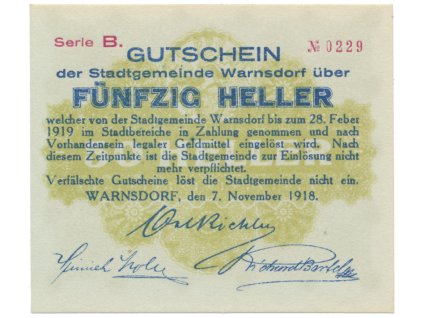 Serie B.
№ 0229
GUTSCHEIN
der Stadtgemeinde Warnsdorf über
FÜNFZIG HELLER
welcher von der Stadtgemeinde Warnsdorf bis zum 28. Feber
1919 im Stadtbereiche in Zahlung genommen und nach
Vorhandensein legaler Geldmittel eingelöst wird. Nach
diesem Zeitpunkte ist die Stadtgemeinde zur Einlösung nicht
mehr verpflichtet.
Verfälschte Gutscheine löst die Stadtgemeinde nicht ein.
WARNSDORF, den 7. November 1918.